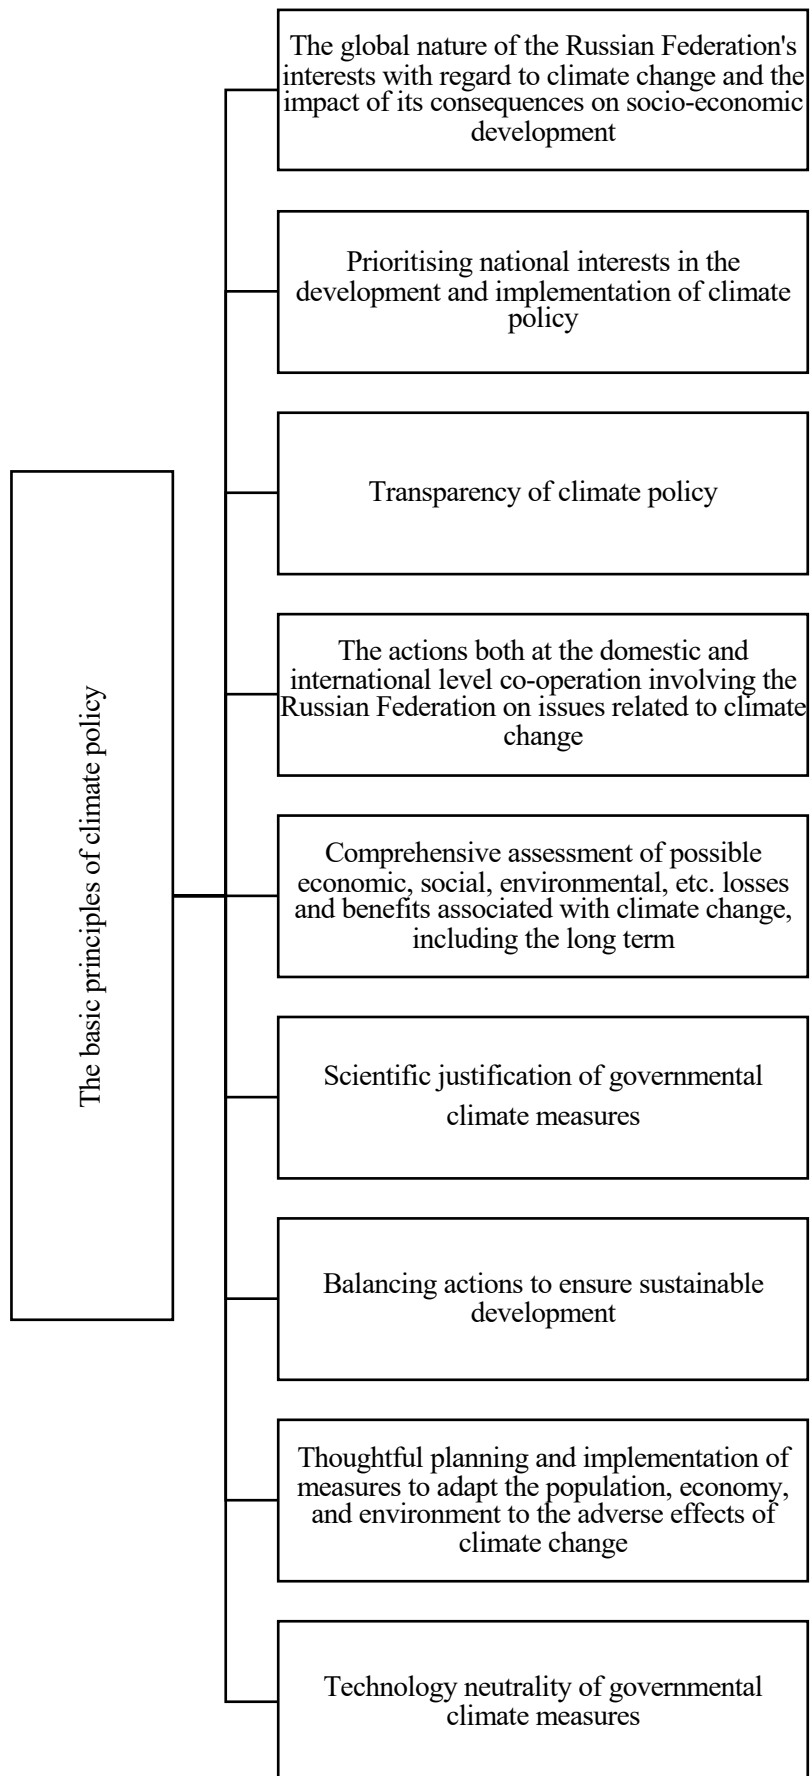 The global nature of the Russian Federation's
interests with regard to climate change and the
impact of its consequences on socio-economic
development
Prioritising national interests in the
development and implementation of climate
policy
Transparency of climate policy
The actions both at the domestic and
international level co-operation involving the
Russian Federation on issues related to climate
change
The basic principles of climate policy
Comprehensive assessment of possible
economic, social, environmental, etc. losses
and benefits associated with climate change,
including the long term
Scientific justification of governmental
climate measures
Balancing actions to ensure sustainable
development
Thoughtful planning and implementation of
measures to adapt the population, economy,
and environment to the adverse effects of
climate change
Technology neutrality of governmental
climate measures